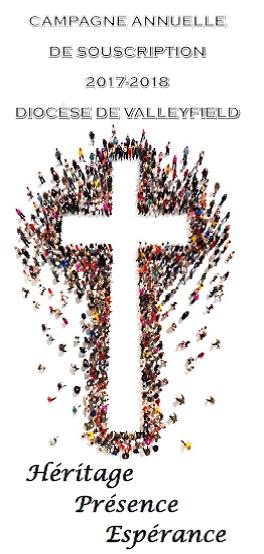 CAMPAGNE ANNUELLE
DE SOUSCRIPTION
2017-2018
DIOCÈSE DE VALLEYFIELD
Héritage
Présence
Espérance